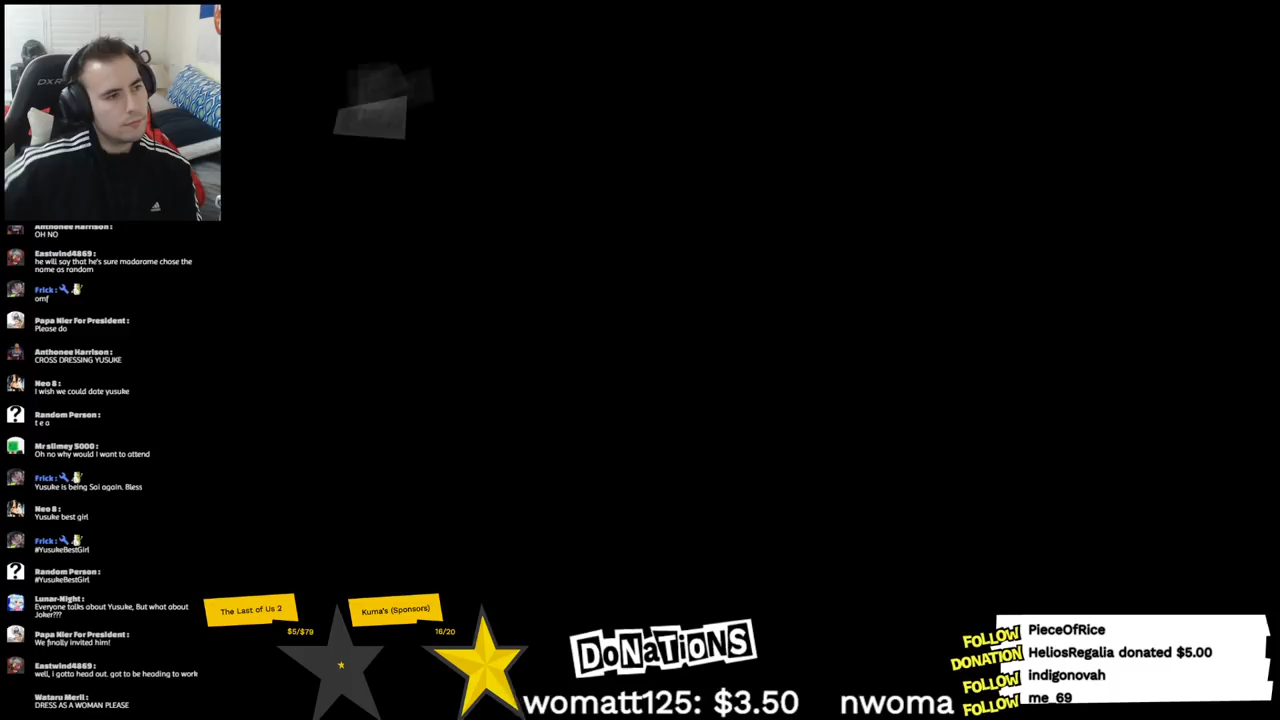 DXR
Anthonee Harrison :
OH NO
Eastwind4869 :
he will say that he's sure madarame chose the
name as random
Frick :
omf
Papa Nier For President :
Please do
Anthonee Harrison :
CROSS DRESSING YUSUKE
Neo 8 :
I wish we could date yusuke
Random Person :
t e a
Mr slimey 5000 :
Oh no why would I want to attend
Frick :
Yusuke is being Sai again. Bless
Neo 8 :
Yusuke best girl
Frick :
#YusukeBestGirl
Random Person :
#YusukeBestGirl
Lunar-Night :
Everyone talks about Yusuke, But what about
Joker???
Papa Nier For President :
We finally invited him!
Eastwind4869 :
well, i gotta head out. got to be heading to work
Wataru Merii :
DRESS AS A WOMAN PLEASE
The Last of Us 2
$5/$79
Kuma's (Sponsors)
16/20
DONATIONS
womatt125: $3.50 nwoma
FOLLOW PieceOfRice
DONATION HeliosRegalia donated $5.00
FOLLOW indigonovah
FOLLOW me_69